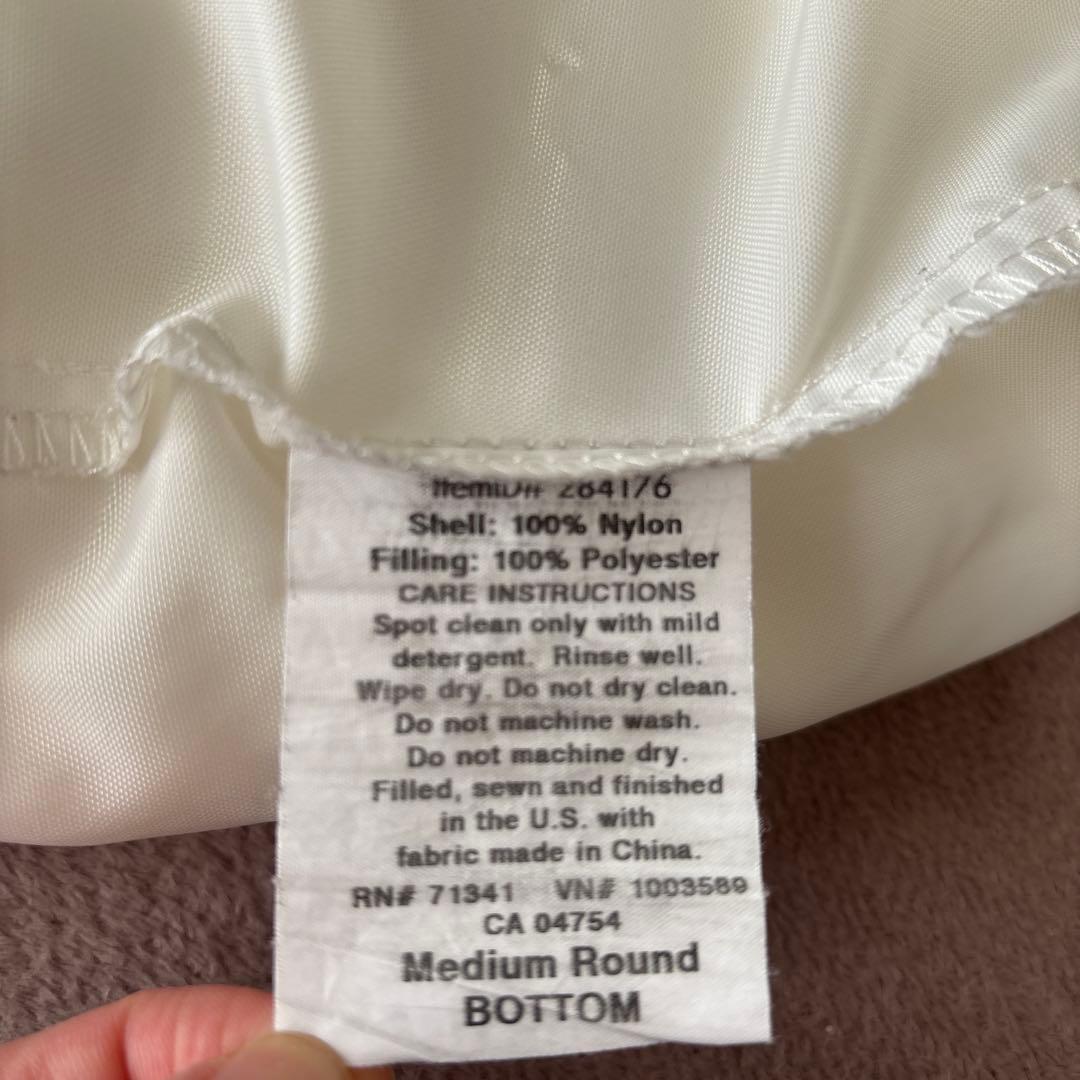 ItemID# 284176
Shell: 100% Nylon
Filling: 100% Polyester
CARE INSTRUCTIONS
Spot clean only with mild
detergent. Rinse well.
Wipe dry. Do not dry clean.
Do not machine wash.
Do not machine dry.
Filled, sewn and finished
in the U.S. with
fabric made in China.
RN# 71341 VN# 1003589
CA 04754
Medium Round
BOTTOM